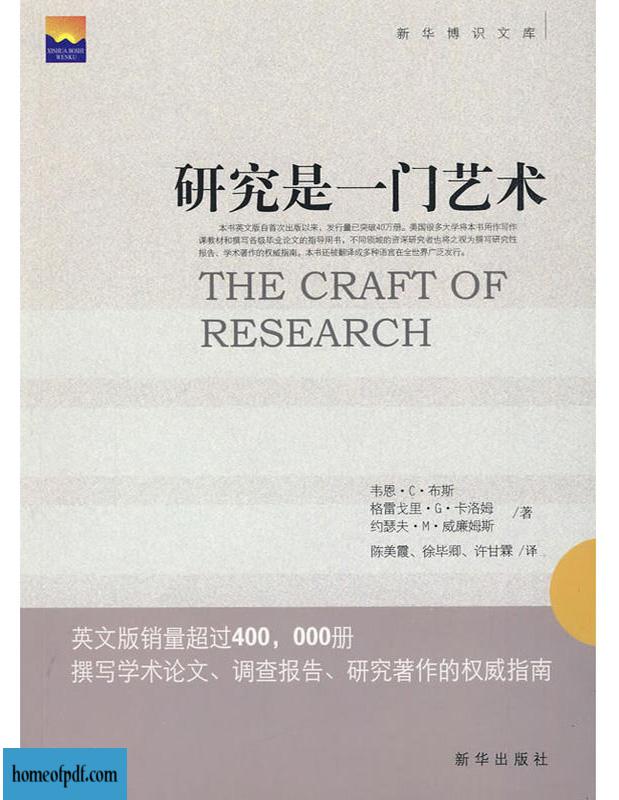 XINHUA BOSHI
WENKU
新华博识文库
研究是一门艺术
本书英文版自首次出版以来，发行量已突破40万册。美国很多大学将本书用作写作
课教材和撰写各级毕业论文的指导用书，不同领域的资深研究者也将之视为撰写研究性
报告、学术著作的权威指南。本书还被翻译成多种语言在全世界广泛发行。
THE CRAFT OF
RESEARCH
韦恩·C·布斯
格雷戈里·G·卡洛姆
约瑟夫·M·威廉姆斯
/著
陈美霞、徐毕卿、许甘霖 /译
英文版销量超过400，000册
撰写学术论文、调查报告、研究著作的权威指南
新华出版社
homeofpdf.com